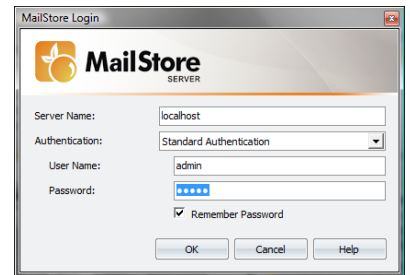 MailStore Login
MailStore
SERVER
Server Name: localhost
Authentication: Standard Authentication
User Name: admin
Password: •••••
Remember Password
OK Cancel Help